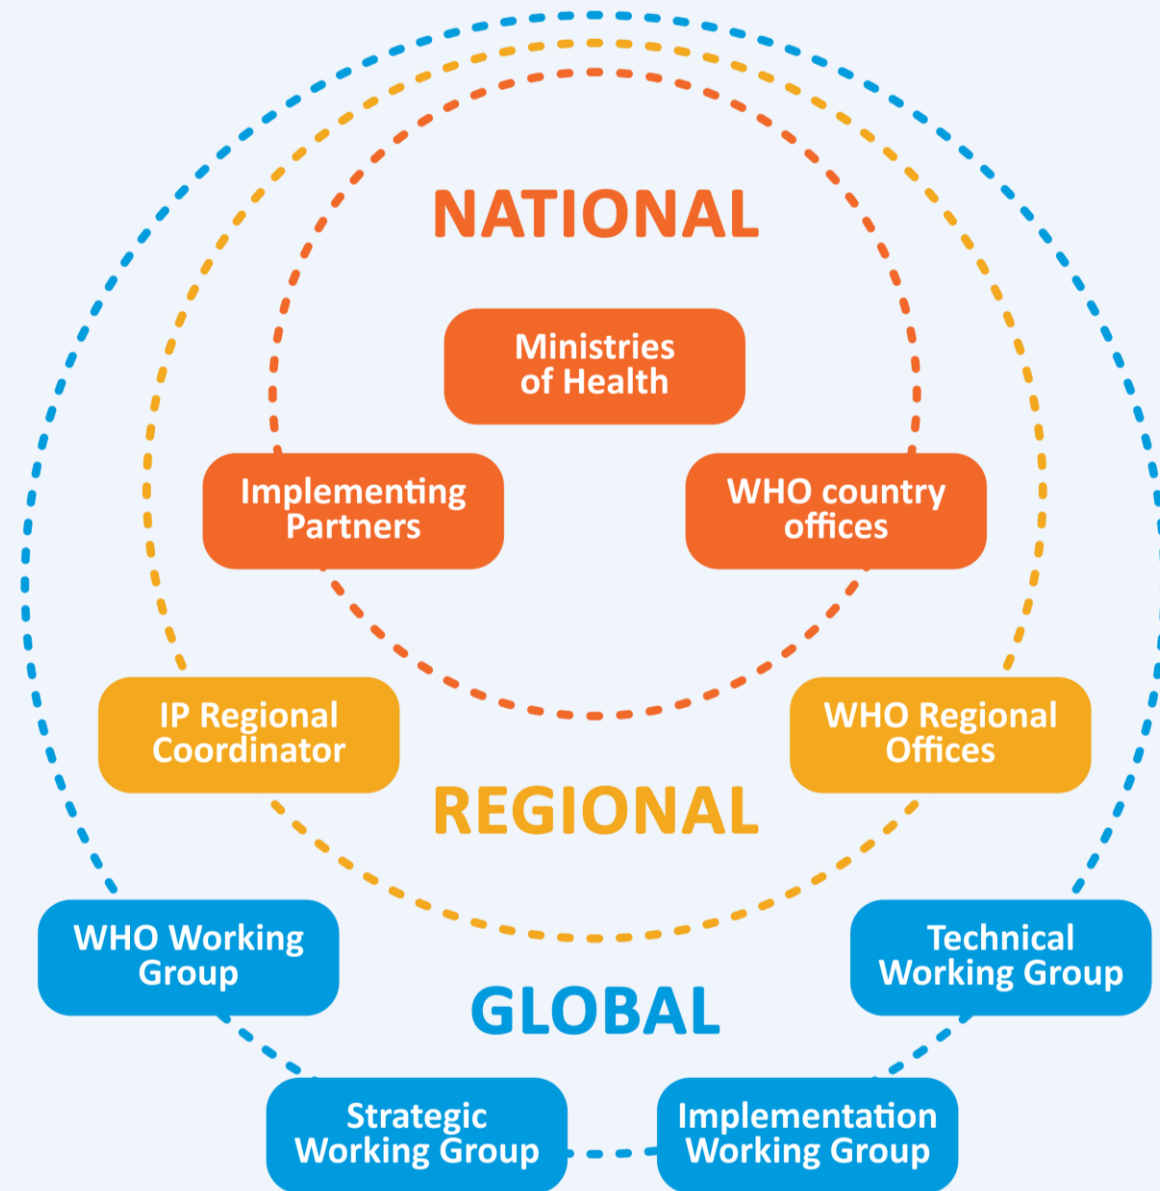 NATIONAL
Ministries
of Health
Implementing
Partners
WHO country
offices
IP Regional
Coordinator
WHO Regional
Offices
REGIONAL
WHO Working
Group
Technical
Working Group
GLOBAL
Strategic
Working Group
Implementation
Working Group